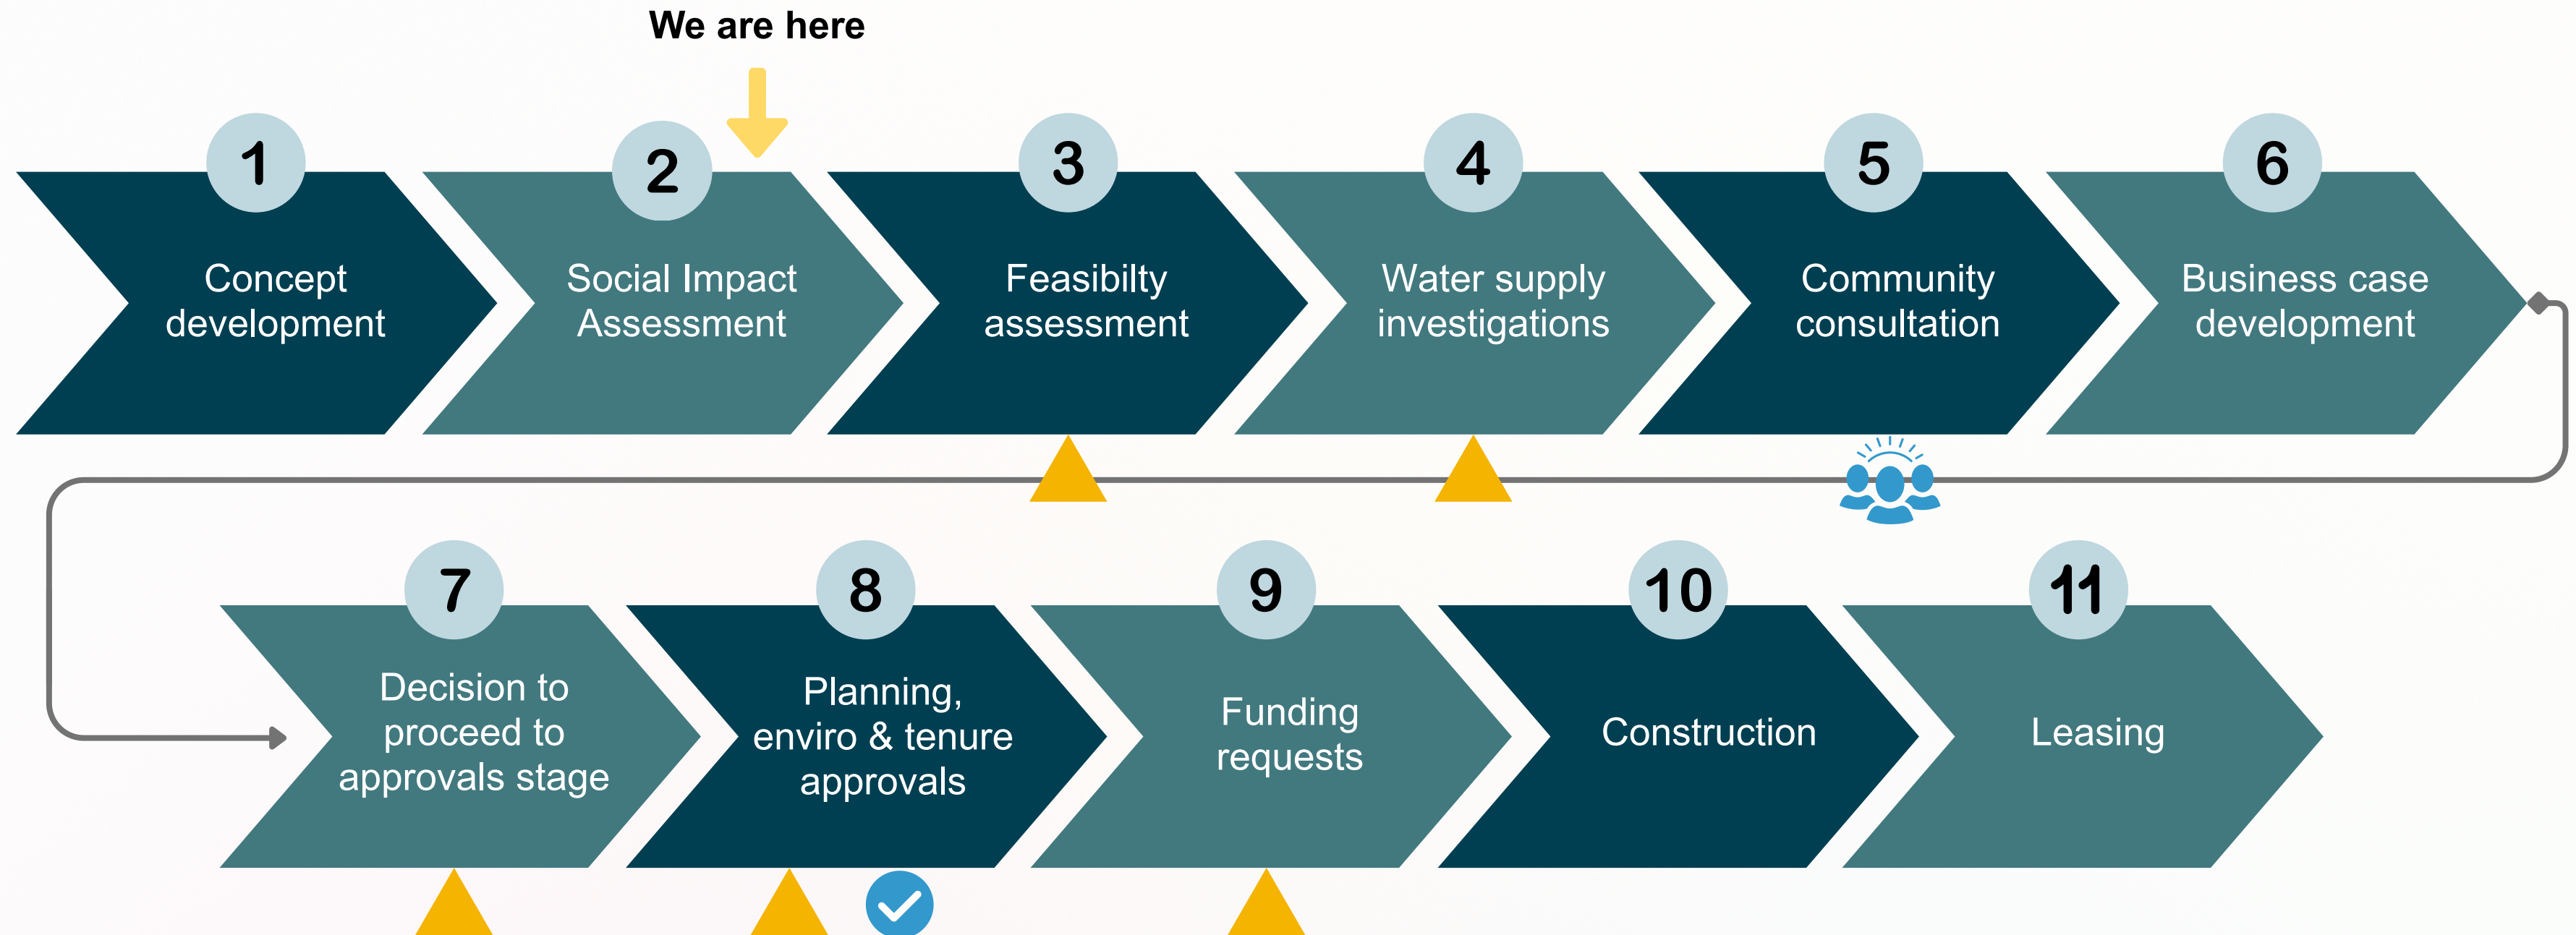 We are here
1
Concept
development
2
Social Impact
Assessment
3
Feasibilty
assessment
4
Water supply
investigations
5
Community
consultation
6
Business case
development
7
Decision to
proceed to
approvals stage
8
Planning,
enviro & tenure
approvals
9
Funding
requests
10
Construction
11
Leasing